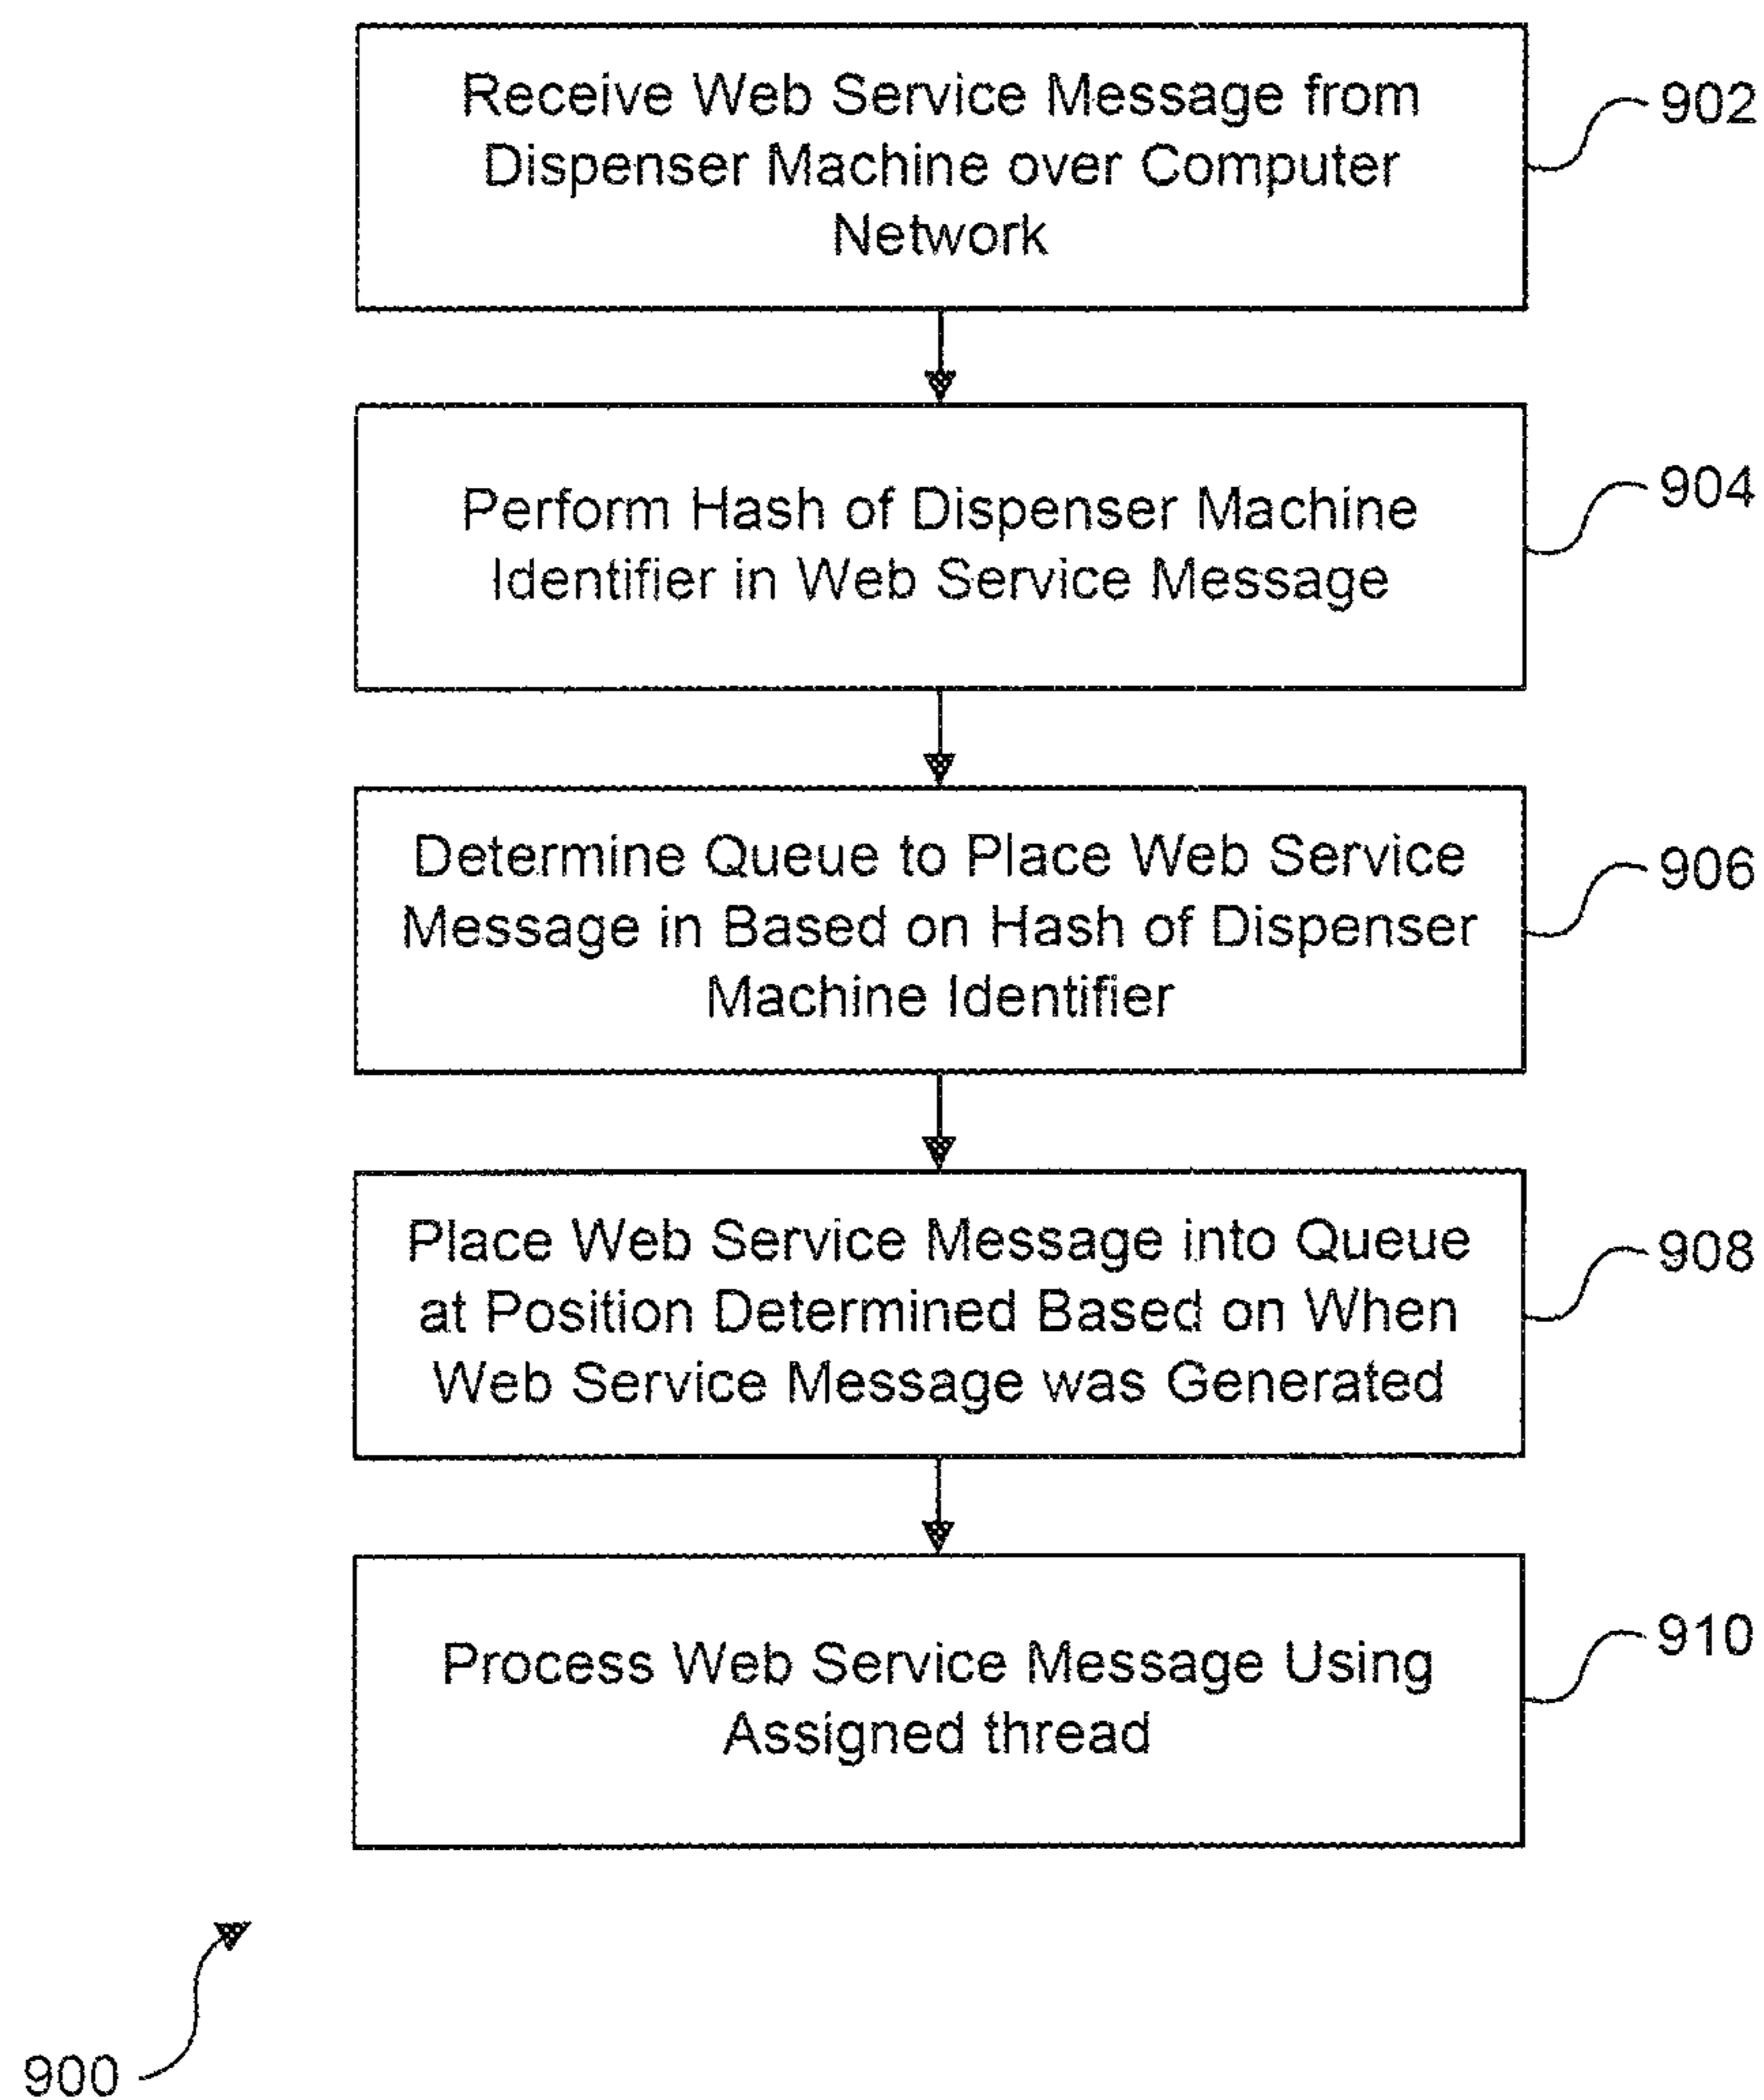 Receive Web Service Message from
Dispenser Machine over Computer
Network
902
Perform Hash of Dispenser Machine
Identifier in Web Service Message
904
Determine Queue to Place Web Service
Message in Based on Hash of Dispenser
Machine Identifier
906
Place Web Service Message into Queue
at Position Determined Based on When
Web Service Message was Generated
908
Process Web Service Message Using
Assigned thread
910
900